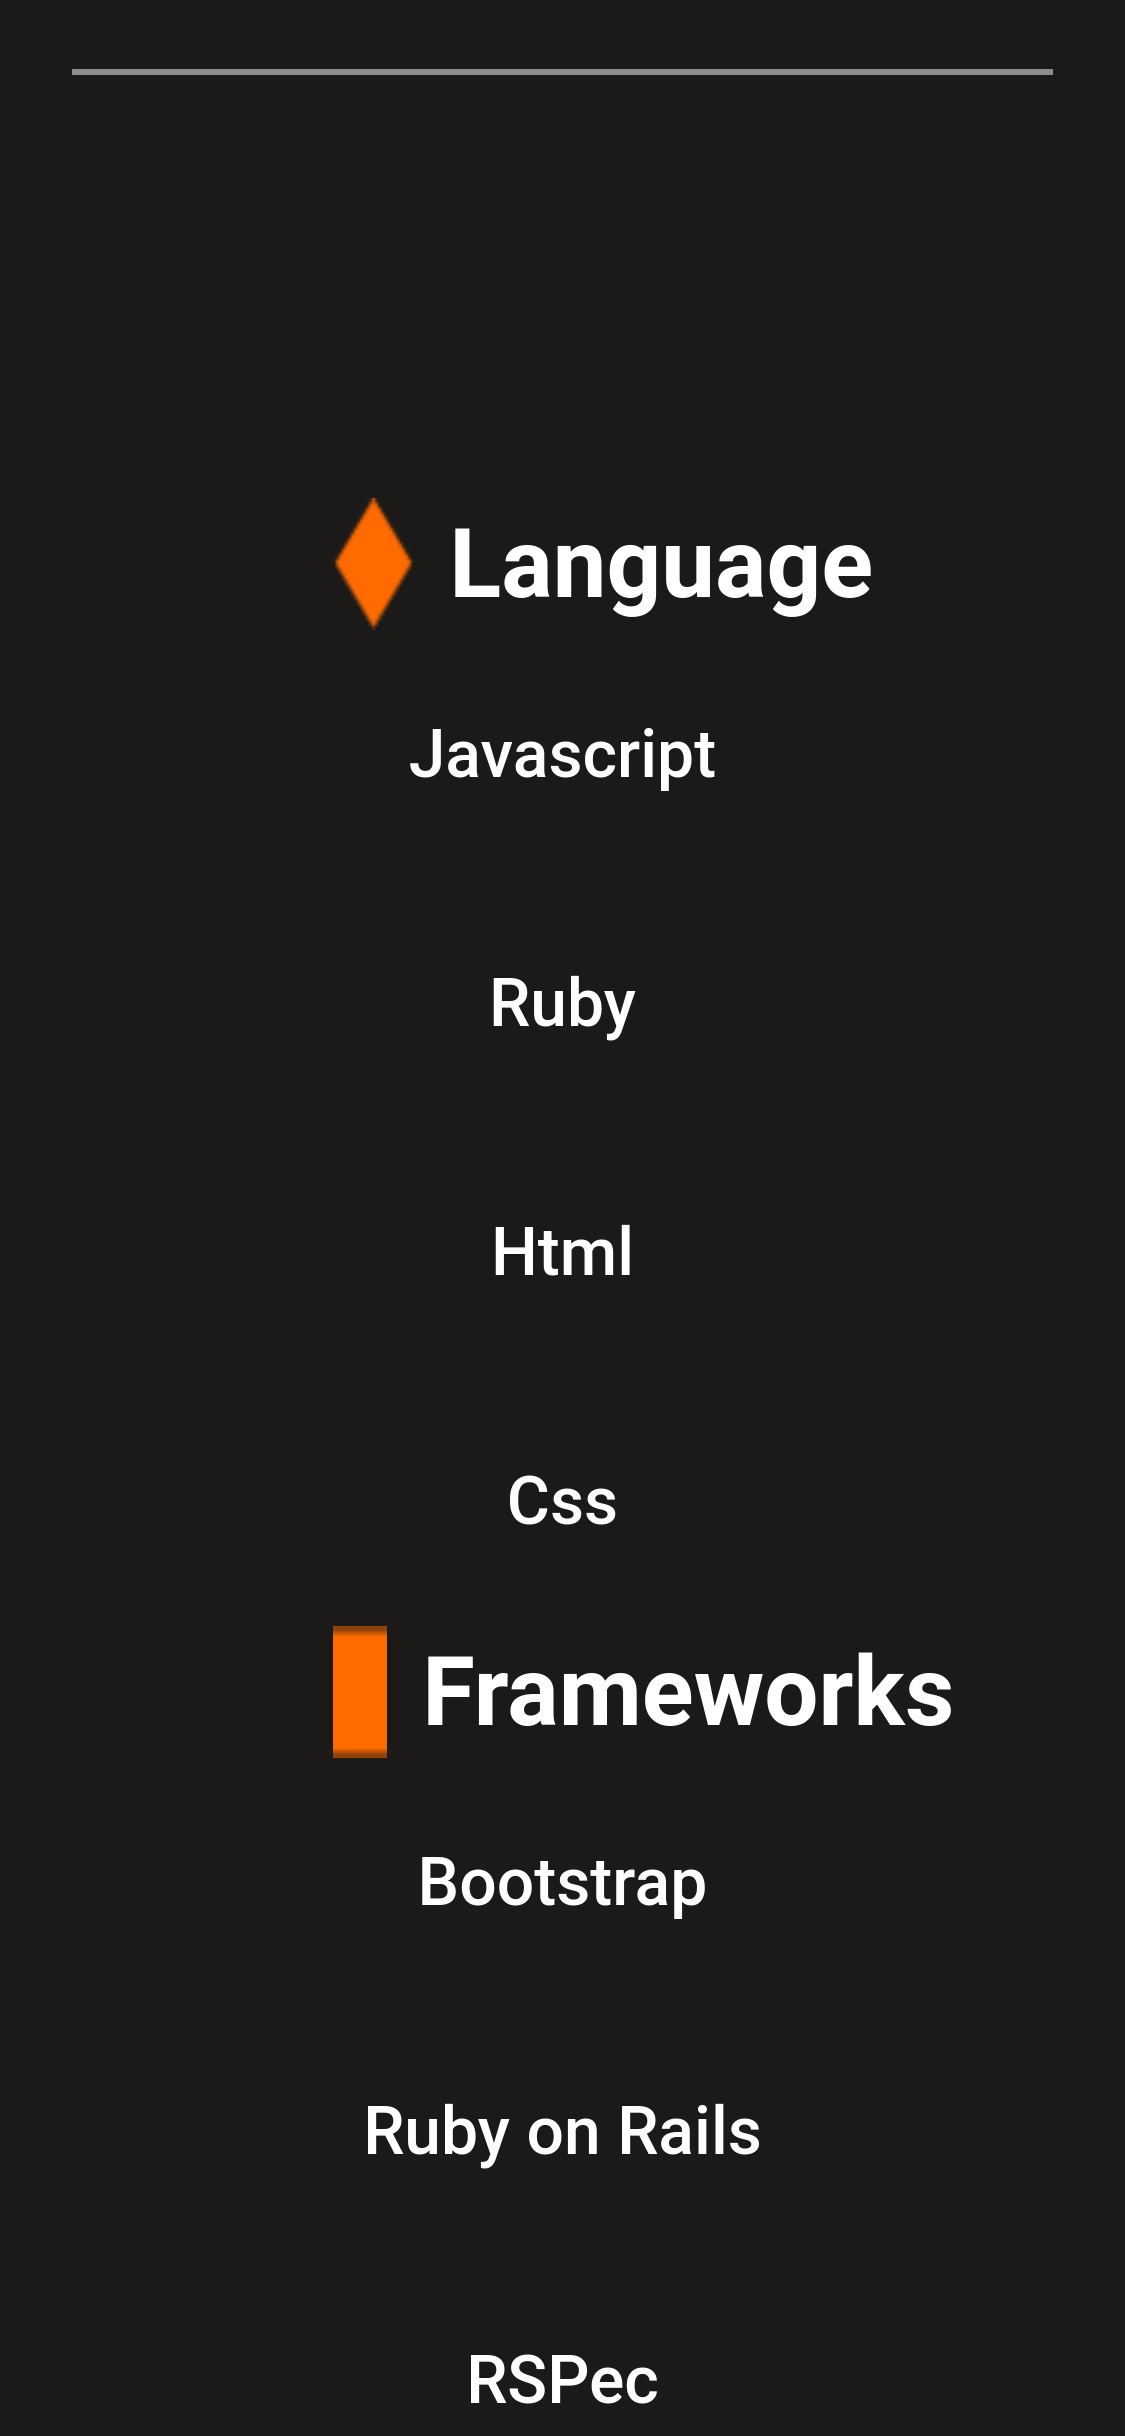 Language
Javascript
Ruby
Html
Css
Frameworks
Bootstrap
Ruby on Rails
RSPec